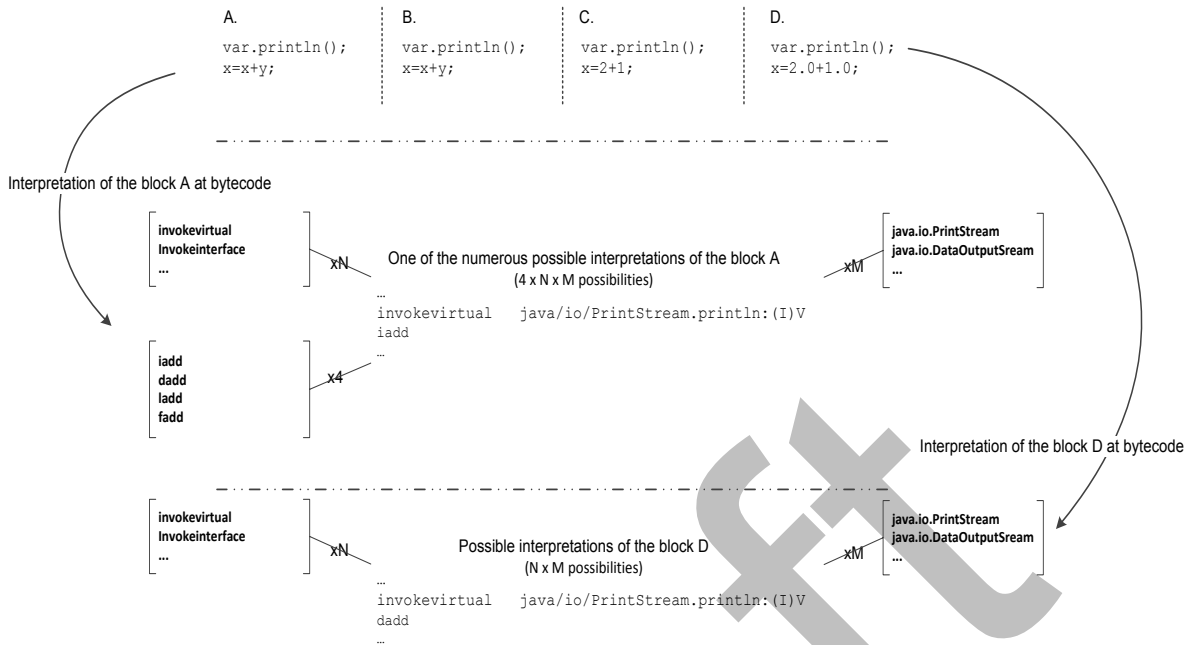 A. B. C. D.
var.println(); var.println(); var.println(); var.println();
x=x+y; x=x+y; x=2+1; x=2.0+1.0;
Interpretation of the block A at bytecode
invokevirtual
Invokeinterface
...
xN
One of the numerous possible interpretations of the block A
(4 x N x M possibilities)
xM
java.io.PrintStream
java.io.DataOutputSream
...
…
invokevirtual java/io/PrintStream.println:(I)V
iadd
…
iadd
dadd
ladd
fadd
x4
Interpretation of the block D at bytecode
invokevirtual
Invokeinterface
...
xN
Possible interpretations of the block D
(N x M possibilities)
xM
java.io.PrintStream
java.io.DataOutputSream
...
…
invokevirtual java/io/PrintStream.println:(I)V
dadd
…
ft